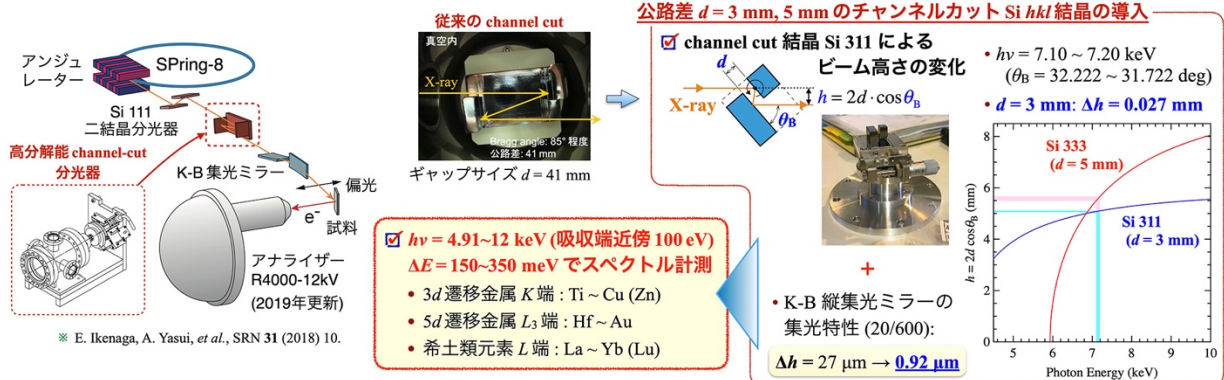 公路差 d = 3 mm, 5 mm のチャンネルカット Si hkl 結晶の導入
アンジュ
レーター
SPring-8
Si 111
二結晶分光器
高分解能 channel-cut
分光器
K-B 集光ミラー
偏光
試料
e-
アナライザー
R4000-12kV
(2019年更新)
※ E. Ikenaga, A. Yasui, et al., SRN 31 (2018) 10.
従来の channel cut
真空内
X-ray
Bragg angle: 85° 程度
公路差: 41 mm
ギャップサイズ d = 41 mm
hν = 4.91~12 keV (吸収端近傍 100 eV)
ΔE = 150~350 meV でスペクトル計測
• 3d 遷移金属 K 端 : Ti ~ Cu (Zn)
• 5d 遷移金属 L3 端 : Hf ~ Au
• 希土類元素 L 端 : La ~ Yb (Lu)
channel cut 結晶 Si 311 による
ビーム高さの変化
d
X-ray
h = 2d · cosθB
θB
+
• K-B 縦集光ミラーの
集光特性 (20/600):
Δh = 27 μm → 0.92 μm
• hν = 7.10 ~ 7.20 keV
(θB = 32.222 ~ 31.722 deg)
• d = 3 mm: Δh = 0.027 mm
h = 2d cosθB (mm)
8
6
4
2
0
Si 333
(d = 5 mm)
Si 311
(d = 3 mm)
5 6 7 8 9 10
Photon Energy (keV)